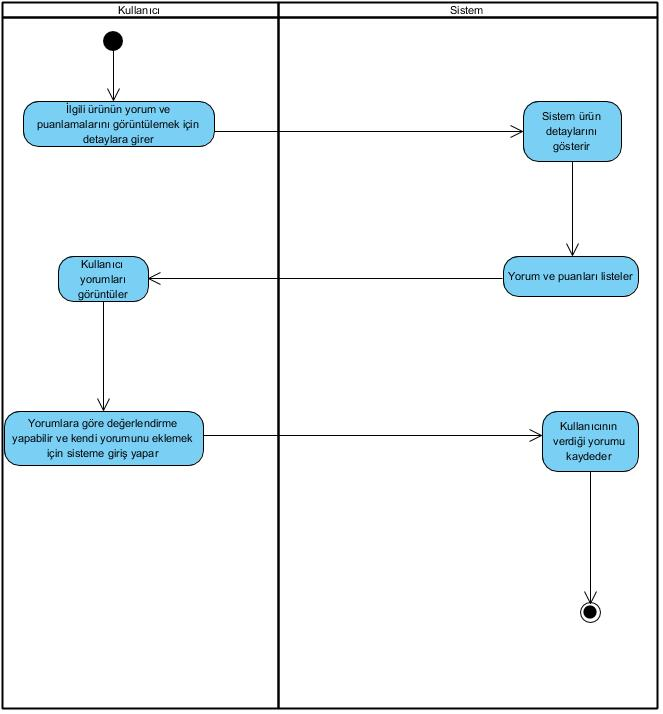 Kullanıcı
Sistem
İlgili ürünün yorum ve
puanlamalarını görüntülemek için
detaylara girer
Sistem ürün
detaylarını
gösterir
Kullanıcı
yorumları
görüntüler
Yorum ve puanları listeler
Yorumlara göre değerlendirme
yapabilir ve kendi yorumunu eklemek
için sisteme giriş yapar
Kullanıcının
verdiği yorumu
kaydeder